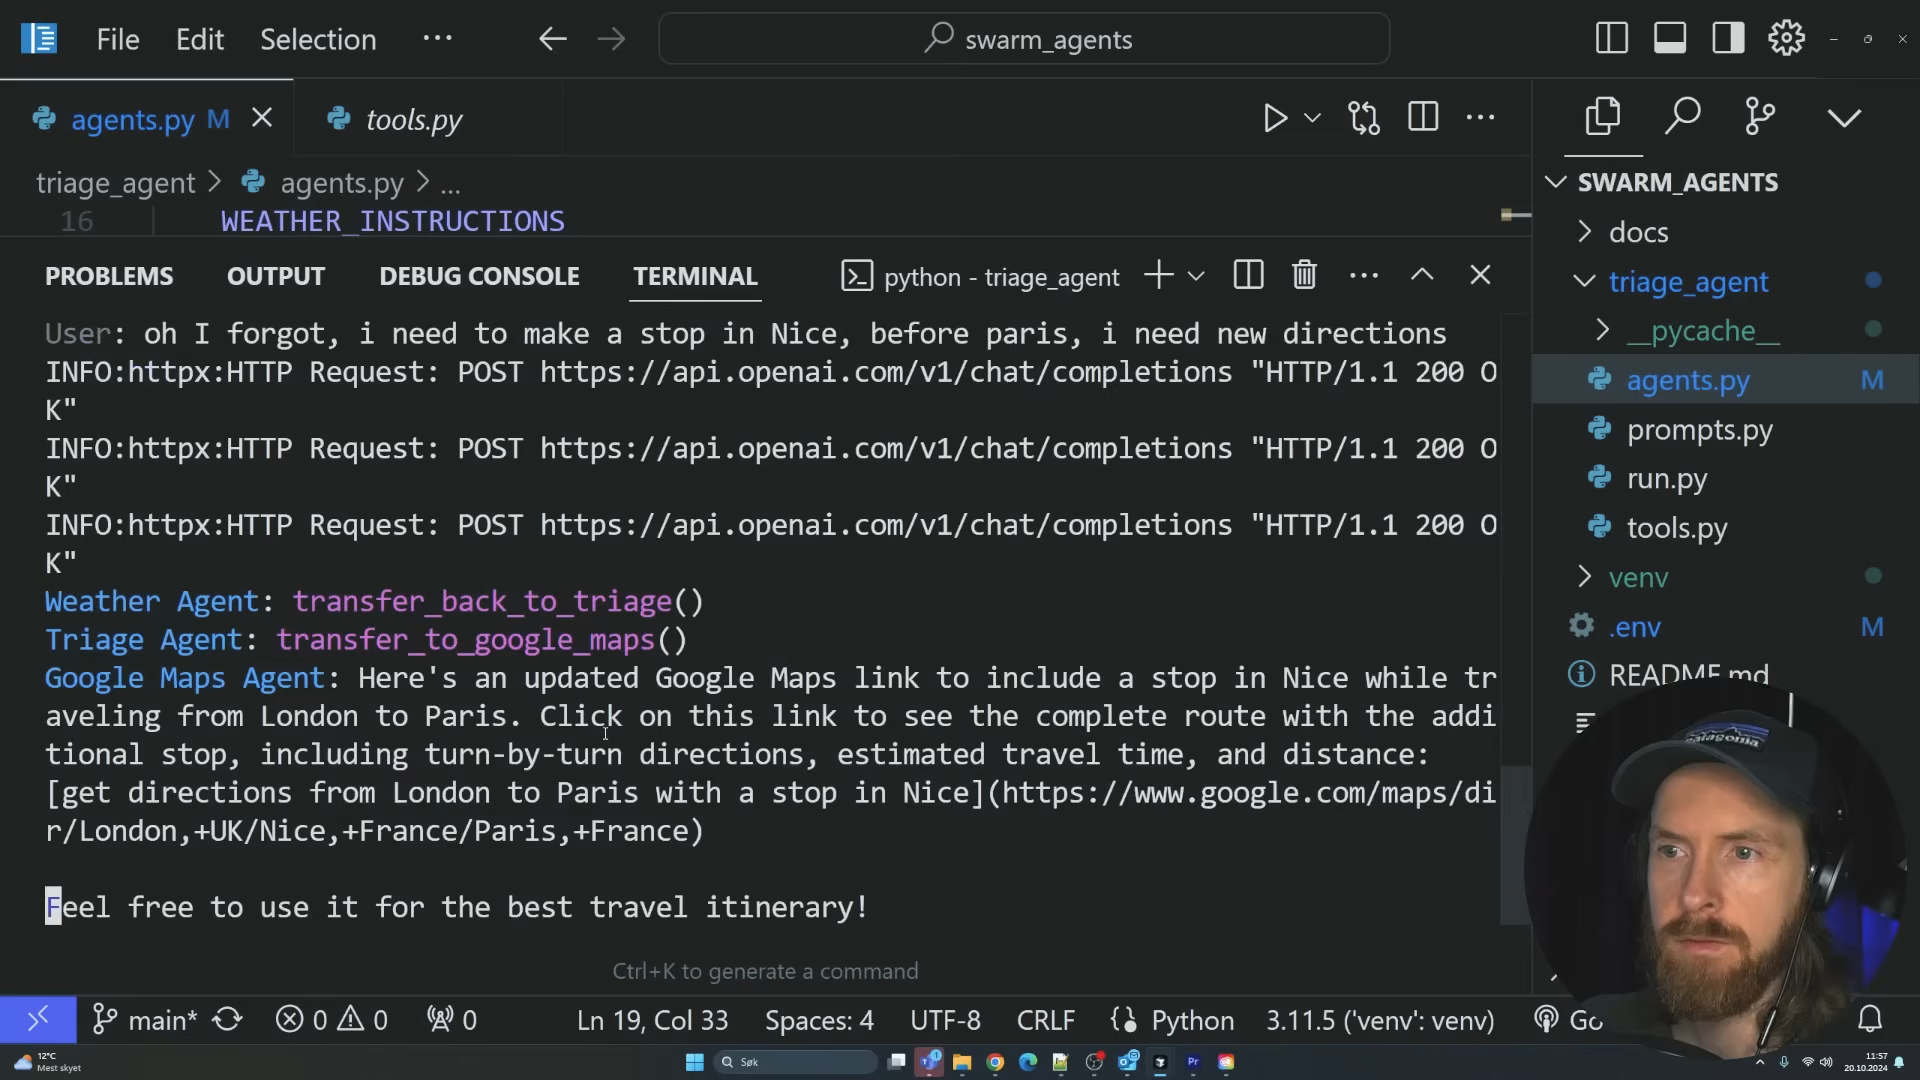 File Edit Selection ··· swarm_agents
agents.py M tools.py
triage_agent > agents.py > ...
16 WEATHER_INSTRUCTIONS
PROBLEMS OUTPUT DEBUG CONSOLE TERMINAL python - triage_agent
User: oh I forgot, i need to make a stop in Nice, before paris, i need new directions
INFO:httpx:HTTP Request: POST https://api.openai.com/v1/chat/completions "HTTP/1.1 200 O
K"
INFO:httpx:HTTP Request: POST https://api.openai.com/v1/chat/completions "HTTP/1.1 200 O
K"
INFO:httpx:HTTP Request: POST https://api.openai.com/v1/chat/completions "HTTP/1.1 200 O
K"
Weather Agent: transfer_back_to_triage()
Triage Agent: transfer_to_google_maps()
Google Maps Agent: Here's an updated Google Maps link to include a stop in Nice while tr
aveling from London to Paris. Click on this link to see the complete route with the addi
tional stop, including turn-by-turn directions, estimated travel time, and distance:
[get directions from London to Paris with a stop in Nice](https://www.google.com/maps/di
r/London,+UK/Nice,+France/Paris,+France)
Feel free to use it for the best travel itinerary!
Ctrl+K to generate a command
SWARM_AGENTS
docs
triage_agent
__pycache__
agents.py M
prompts.py
run.py
tools.py
venv
.env M
README.md
patagonia
main* 0 0 0 Ln 19, Col 33 Spaces: 4 UTF-8 CRLF Python 3.11.5 ('venv': venv) Go
12°C
Mest skyet
Søk
11:57
20.10.2024